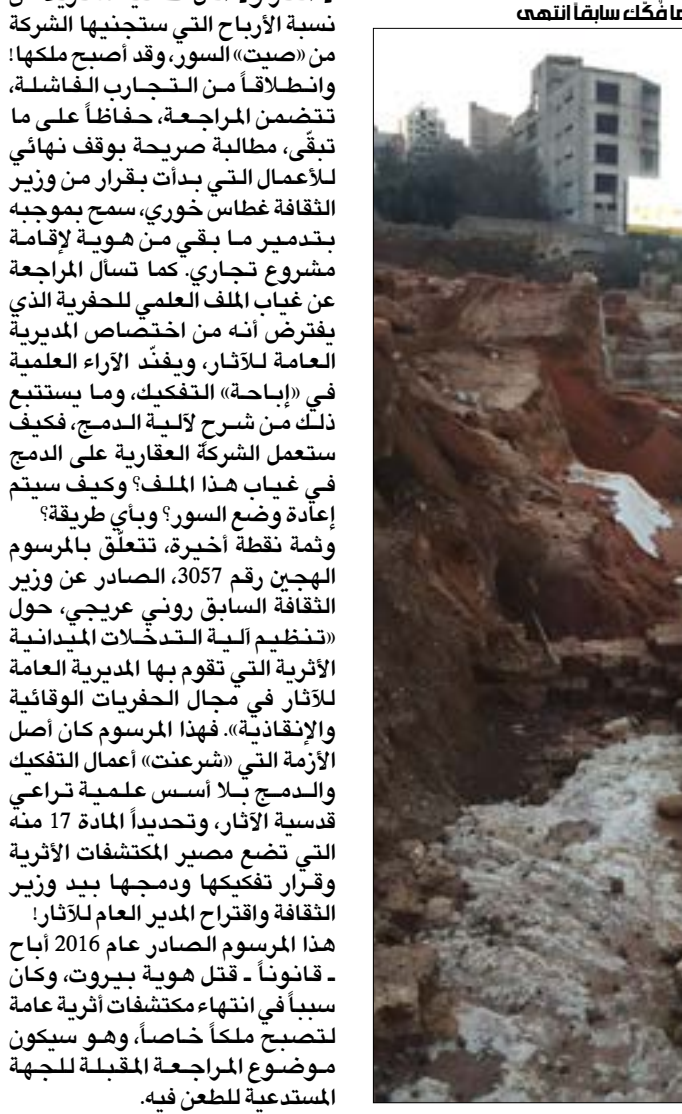 ما فُكّك سابقاً انتهى
نسبة الأرباح التي ستجنيها الشركة
من «صيت» السور، وقد أصبح ملكها!
وانطلاقاً من التجارب الفاشلة،
تتضمن المراجعة، حفاظاً على ما
تبقّى، مطالبة صريحة بوقف نهائي
للأعمال التي بدأت بقرار من وزير
الثقافة غطاس خوري، سمح بموجبه
بتدمير ما بقي من هوية لإقامة
مشروع تجاري. كما تسأل المراجعة
عن غياب الملف العلمي للحفرية الذي
يفترض أنه من اختصاص المديرية
العامة للآثار، ويفنّد الآراء العلمية
في «إباحة» التفكيك، وما يستتبع
ذلك من شرحٍ لآلية الدمج، فكيف
ستعمل الشركة العقارية على الدمج
في غياب هذا الملف؟ وكيف سيتم
إعادة وضع السور؟ وبأي طريقة؟
وثمة نقطة أخيرة، تتعلّق بالمرسوم
الهجين رقم 3057، الصادر عن وزير
الثقافة السابق روني عريجي، حول
«تنظيم آلية التدخلات الميدانية
الأثرية التي تقوم بها المديرية العامة
للآثار في مجال الحفريات الوقائية
والإنقاذية». فهذا المرسوم كان أصل
الأزمة التي «شرعنت» أعمال التفكيك
والدمج بلا أسس علمية تراعي
قدسية الآثار، وتحديداً المادة 17 منه
التي تضع مصير المكتشفات الأثرية
وقرار تفكيكها ودمجها بيد وزير
الثقافة واقتراح المدير العام للآثار!
هذا المرسوم الصادر عام 2016 أباح
ـ قانوناً ـ قتل هوية بيروت، وكان
سبباً في انتهاء مكتشفات أثرية عامة
لتصبح ملكاً خاصاً، وهو سيكون
موضوع المراجعة المقبلة للجهة
المستدعية للطعن فيه.